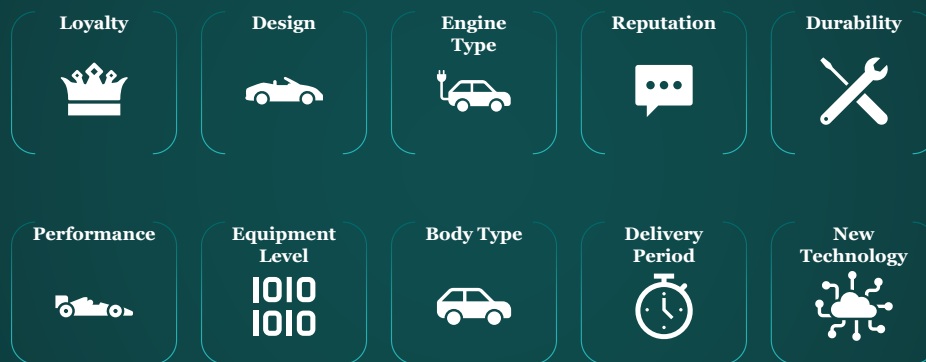 Loyalty
Design
Engine
Type
Reputation
Durability
Performance
Equipment
Level
1010
1010
Body Type
Delivery
Period
New
Technology